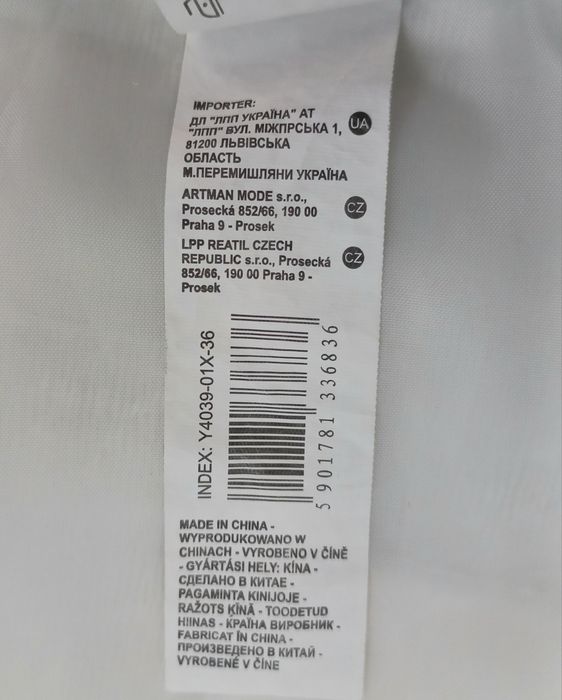 IMPORTER:
ДЛ "ЛПП УКРАЇНА" АТ
"ЛПП" ВУЛ. МІЖПРСЬКА 1, UA
81200 ЛЬВІВСЬКА
ОБЛАСТЬ
М.ПЕРЕМИШЛЯНИ УКРАЇНА
ARTMAN MODE s.r.o.,
Prosecká 852/66, 190 00 CZ
Praha 9 - Prosek
LPP REATIL CZECH
REPUBLIC s.r.o., Prosecká CZ
852/66, 190 00 Praha 9 -
Prosek
INDEX: Y4039-01X-36
5 901781 336836
MADE IN CHINA -
WYPRODUKOWANO W
CHINACH - VYROBENO V ČÍNĚ
- GYÁRTÁSI HELY: KÍNA -
СДЕЛАНО В КИТАЕ -
PAGAMINTA KINIJOJE -
RAŽOTS ĶĪNĀ - TOODETUD
HIINAS - КРАЇНА ВИРОБНИК -
FABRICAT ÎN CHINA -
ПРОИЗВЕДЕНО В КИТАЙ -
VYROBENÉ V ČÍNE